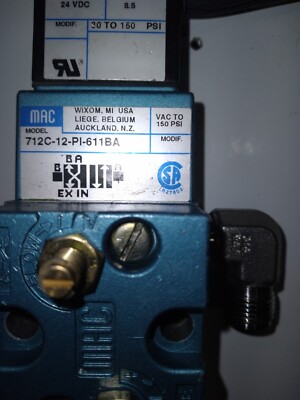 24 VDC 8.5
MODIF. 30 TO 150 PSI
MAC
WIXOM, MI USA
LIEGE, BELGIUM
AUCKLAND, N.Z.
VAC TO
150 PSI
MODEL
MODIF.
712C-12-PI-611BA
BA
EX IN
MAC